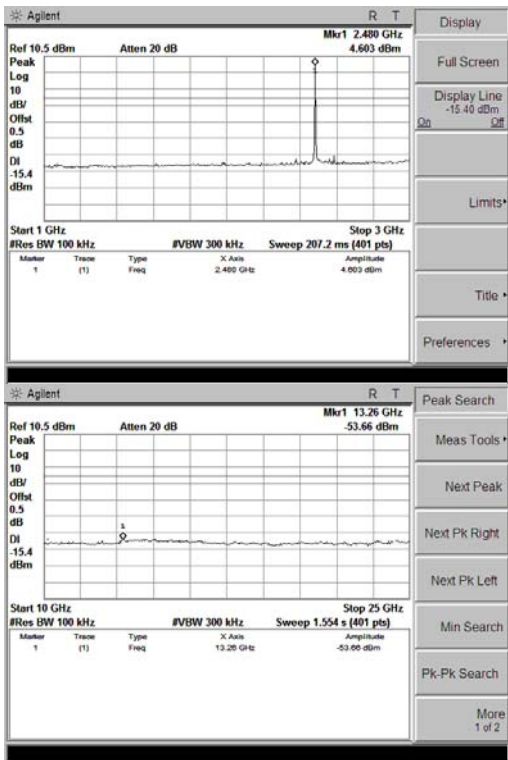 Agilent R T
Mkr1 2.480 GHz
Ref 10.5 dBm Atten 20 dB 4.603 dBm
Peak
Log
10
dB/
Offst
0.5
dB
DI
-15.4
dBm
Start 1 GHz Stop 3 GHz
#Res BW 100 kHz #VBW 300 kHz Sweep 207.2 ms (401 pts)
Marker Trace Type X Axis Amplitude
1 (1) Freq 2.480 GHz 4.603 dBm
Display
Full Screen
Display Line
-15.40 dBm
On Off
Limits
Title
Preferences
Agilent R T
Mkr1 13.26 GHz
Ref 10.5 dBm Atten 20 dB -53.66 dBm
Peak
Log
10
dB/
Offst
0.5
dB
DI
-15.4
dBm
1
Start 10 GHz Stop 25 GHz
#Res BW 100 kHz #VBW 300 kHz Sweep 1.554 s (401 pts)
Marker Trace Type X Axis Amplitude
1 (1) Freq 13.26 GHz -53.66 dBm
Peak Search
Meas Tools
Next Peak
Next Pk Right
Next Pk Left
Min Search
Pk-Pk Search
More
1 of 2